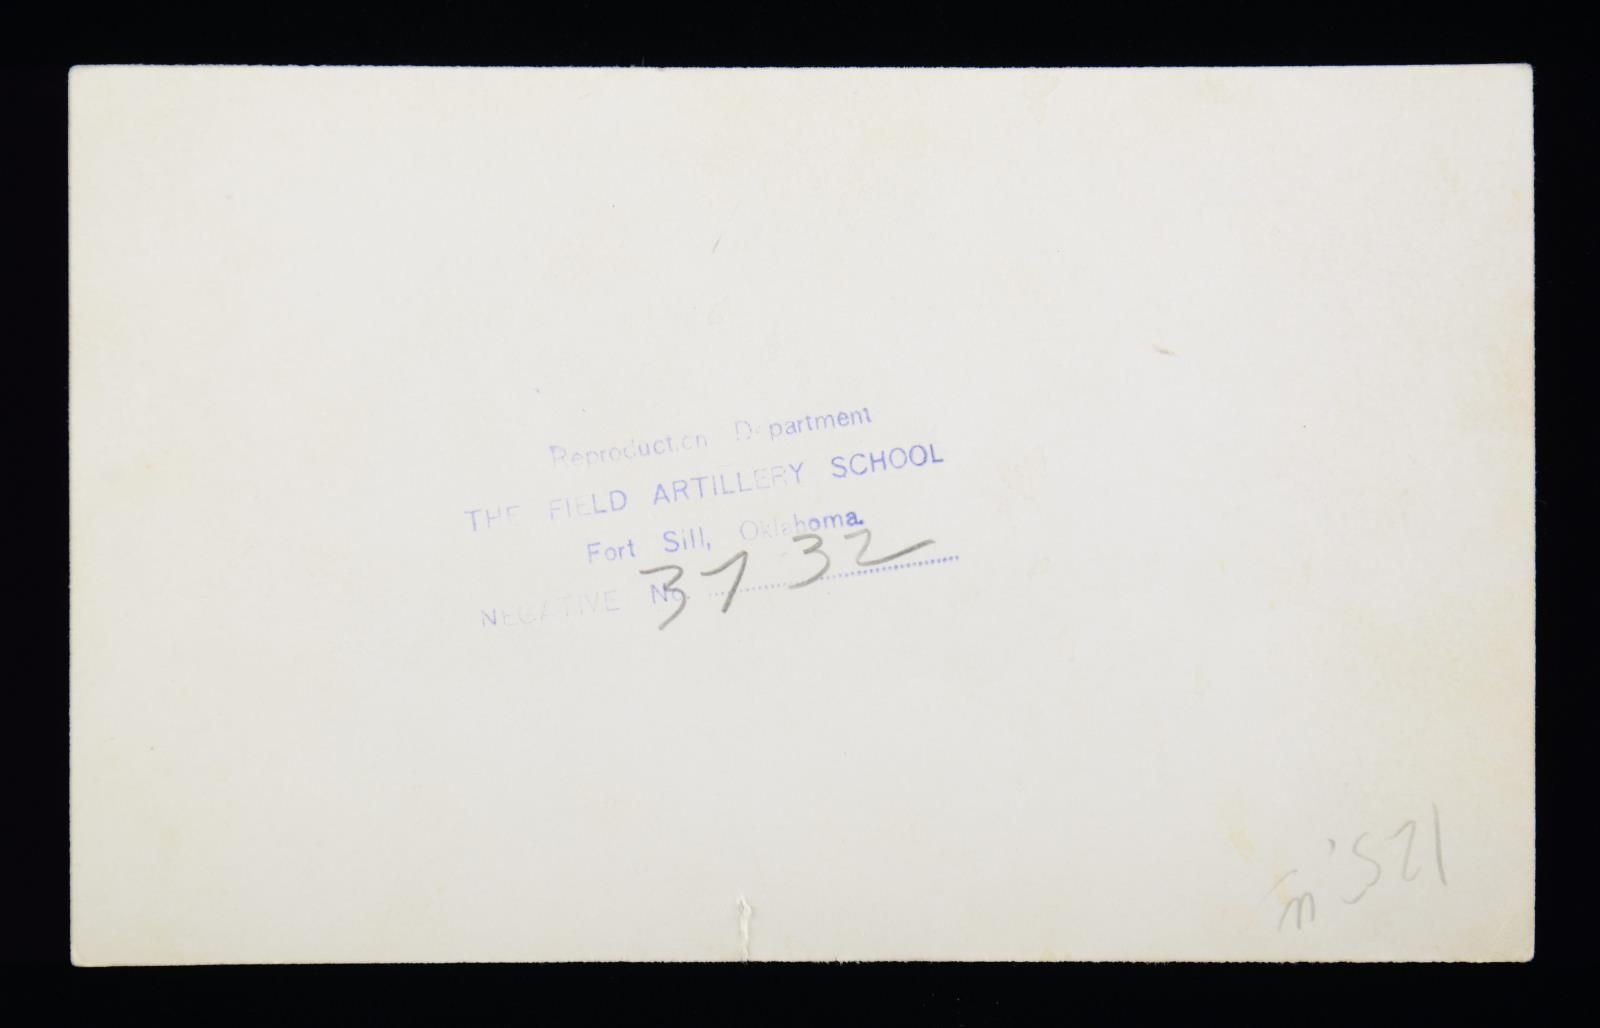 Reproduction Department
THE FIELD ARTILLERY SCHOOL
Fort Sill, Oklahoma.
NEGATIVE No. 3732